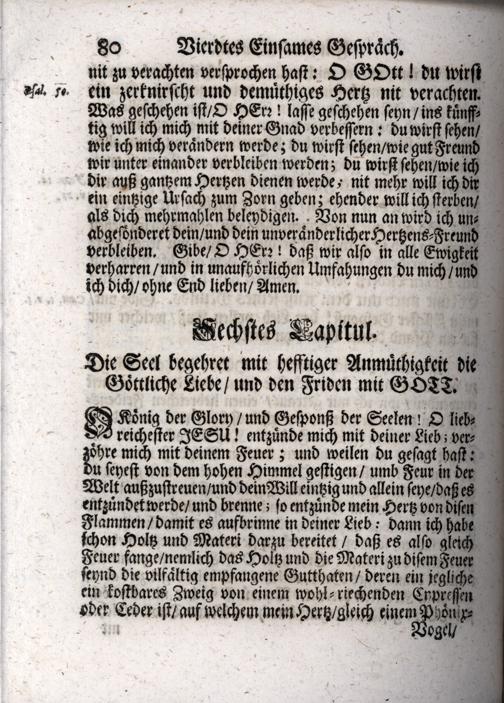 80 Vierdtes Einsames Gespräch.
nit zu verachten versprochen hast: O GOtt! du wirst
Psal. 50.
ein zerknirscht und demüthiges Hertz nit verachten.
Was geschehen ist/ O HErr! lasse geschehen seyn/ ins künff-
tig will ich mich mit deiner Gnad verbessern: du wirst sehen/
wie ich mich verändern werde; du wirst sehen/ wie gut Freund
wir unter einander verbleiben werden; du wirst sehen/ wie ich
dir auß gantzem Hertzen dienen werde, nit mehr will ich dir
ein eintzige Ursach zum Zorn geben; ehender will ich sterben/
als dich mehrmahlen beleydigen. Von nun an wird ich un-
abgesönderet dein/ und dein unveränderlicher Hertzens-Freund
verbleiben. Gibe/ O HErr! daß wir also in alle Ewigkeit
verharren/ und in unaufhörlichen Umfahungen du mich/ und
ich dich/ ohne End lieben/ Amen.
Sechstes Capitul.
Die Seel begehret mit hefftiger Anmüthigkeit die
Göttliche Liebe/ und den Friden mit GOTT.
O König der Glory/ und Gesponß der Seelen! O lieb-
reichester JESU! entzünde mich mit deiner Lieb; ver-
zöhre mich mit deinem Feuer; und weilen du gesagt hast:
du seyest von dem hohen Himmel gestigen/ umb Feur in der
Welt außzustreuen/ und dein Will eintzig und allein seye/ daß es
entzündet werde/ und brenne; so entzünde mein Hertz von disen
Flammen/ damit es aufbrinne in deiner Lieb: dann ich habe
schon Holtz und Materi darzu bereitet/ daß es also gleich
Feuer fange/ nemlich das Holtz und die Materi zu disem Feuer
seynd die vilfältig empfangene Gutthaten/ deren ein jegliche
ein kostbares Zweig von einem wohl-riechenden Cypressen
oder Ceder ist/ auf welchem mein Hertz/ gleich einem Phönix-
Vogel/